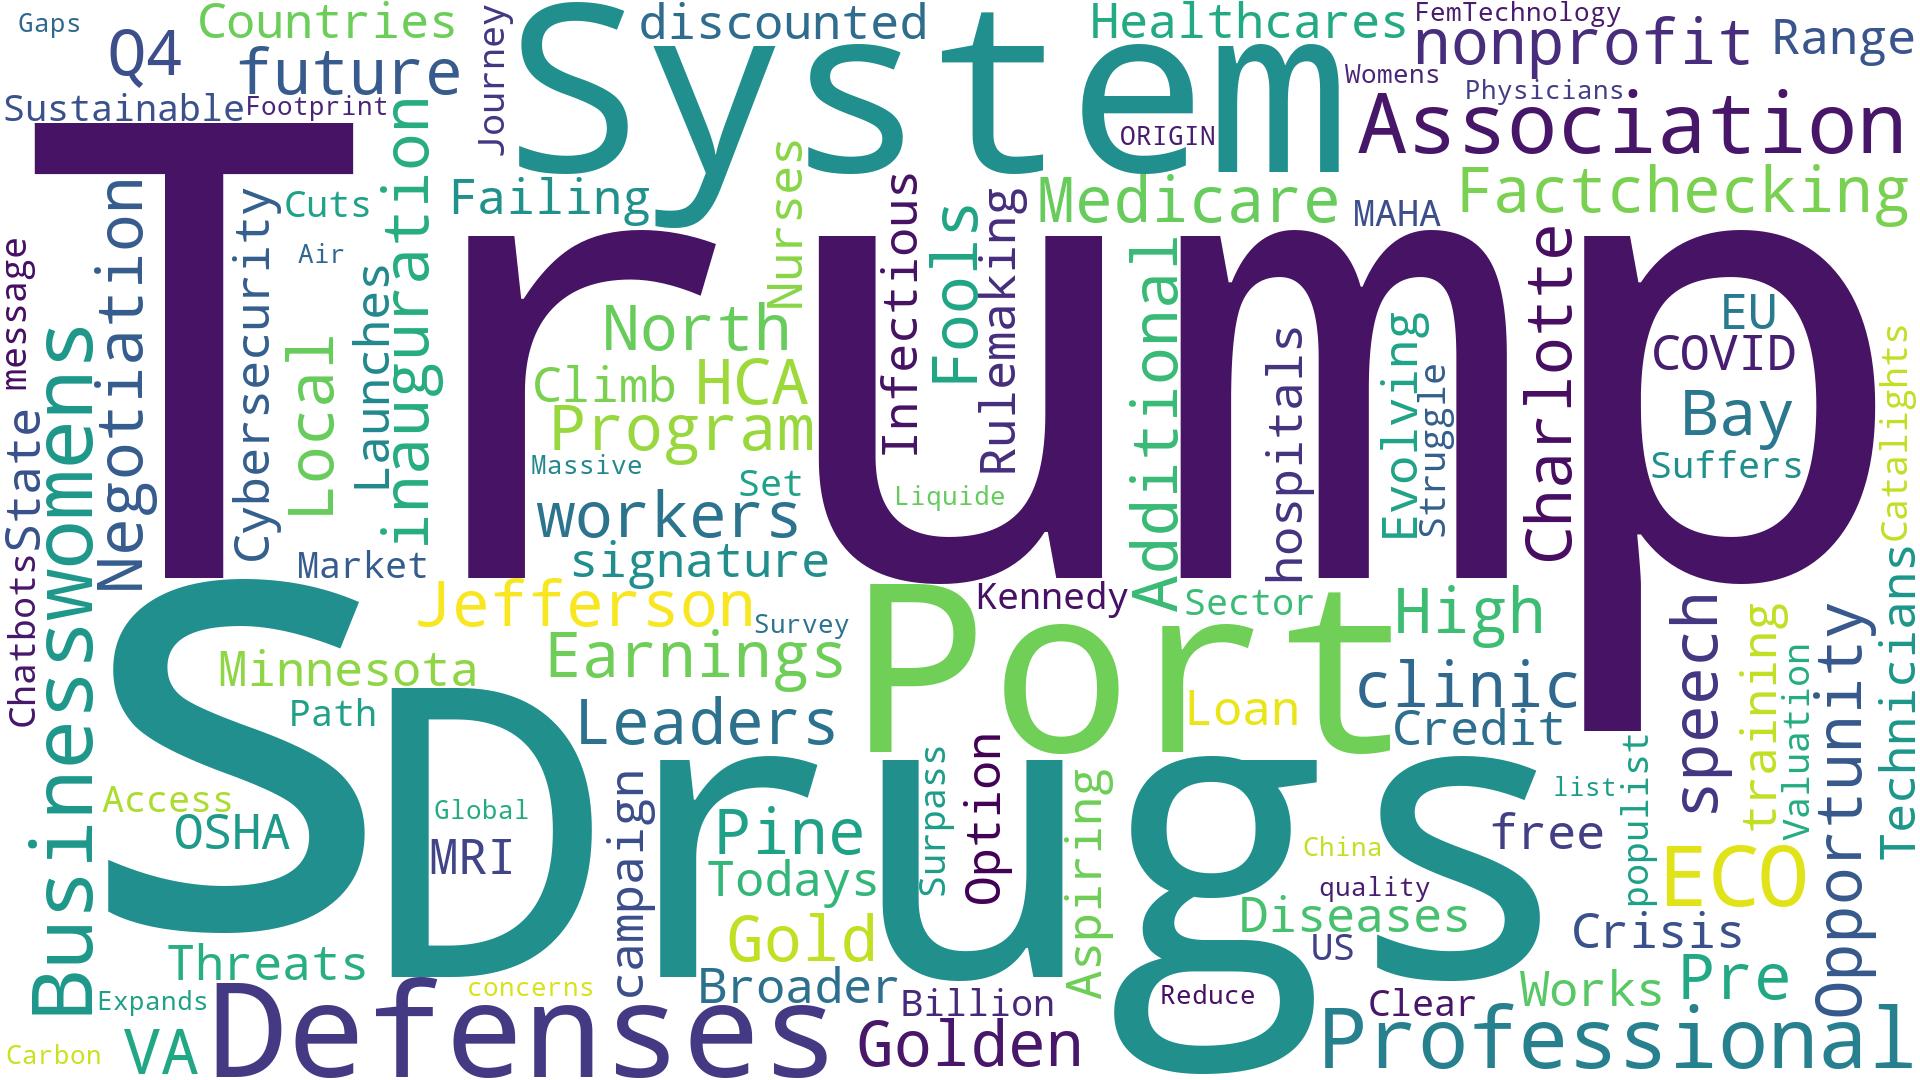 Gaps
Countries
Journey
System
discounted
Healthcares
FemTechnology
nonprofit
Range
Q4
future
Womens
Physicians
Sustainable
Footprint
inauguration
ORIGIN
Association
Trump
Negotiation
Cybersecurity
Cuts
Failing
Nurses
Infectious
Fools
Rulemaking
Medicare
MAHA
Factchecking
message
Air
Local
Launches
North
Additional
hospitals
Evolving
Struggle
Charlotte
EU
COVID
Bay
Suffers
Catalights
Climb
HCA
Program
Massive
Set
Liquide
State
Businesswomens
workers
signature
Market
Chatbots
S
Jefferson
Survey
Kennedy
Port
Sector
High
speech
training
Valuation
Opportunity
Technicians
Minnesota
Earnings
Path
Leaders
Loan
clinic
Credit
Drugs
Access
OSHA
Global
MRI
campaign
Pine
Todays
Surpass
Option
Aspiring
list
free
populist
ECO
China
quality
Diseases
US
Crisis
Gold
Threats
Broader
Billion
Reduce
Clear
Works
Pre
Expands
concerns
Defenses
Golden
Professional
Carbon
VA